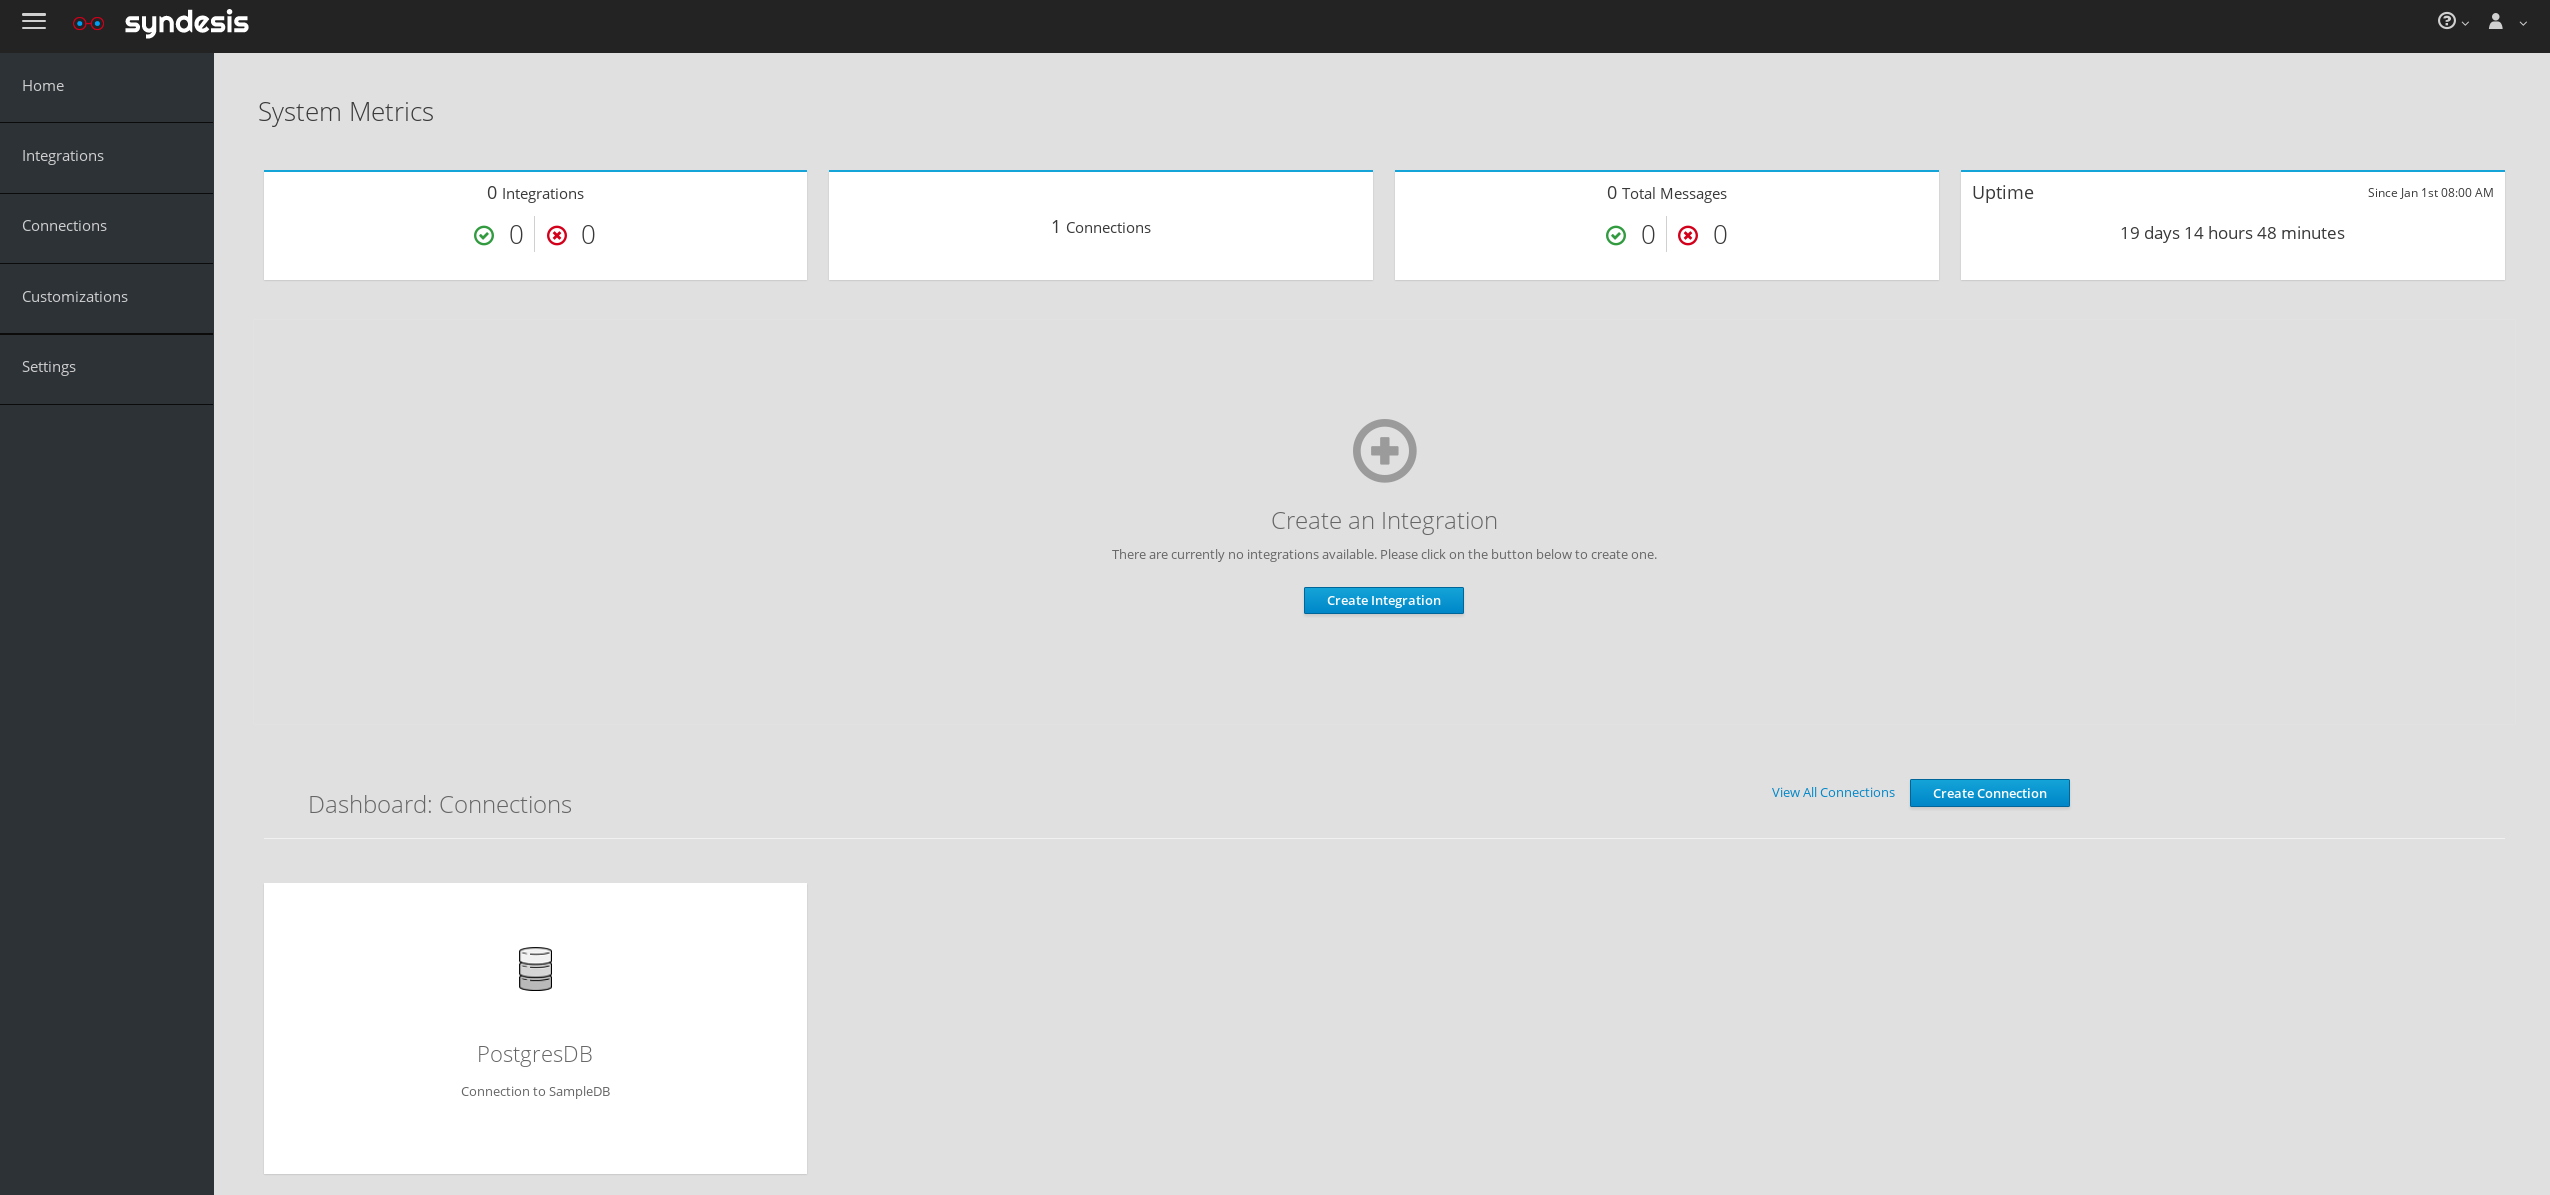 syndesis
Home
Integrations
Connections
Customizations
Settings
System Metrics
0 Integrations
0 0
1 Connections
0 Total Messages
0 0
Uptime Since Jan 1st 08:00 AM
19 days 14 hours 48 minutes
Create an Integration
There are currently no integrations available. Please click on the button below to create one.
Create Integration
Dashboard: Connections
View All Connections Create Connection
PostgresDB
Connection to SampleDB